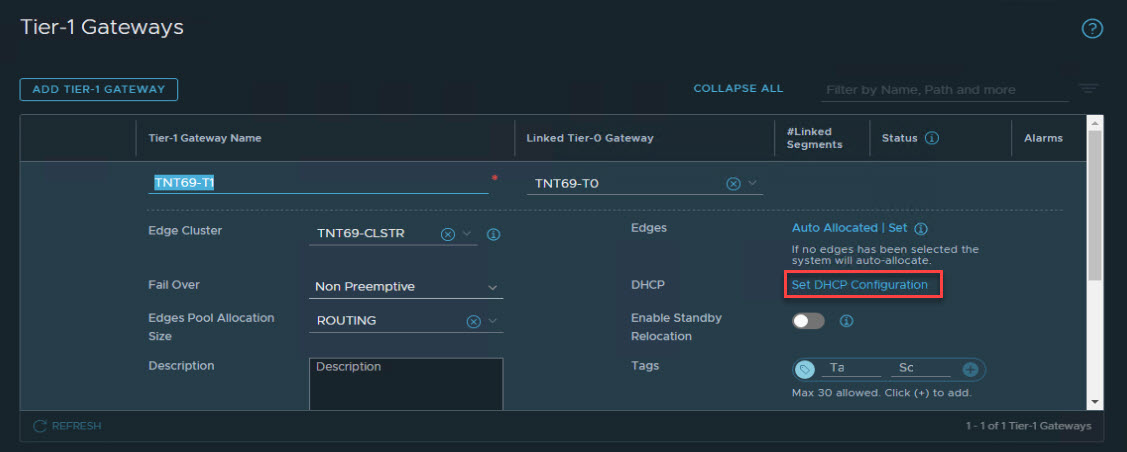 Tier-1 Gateways
ADD TIER-1 GATEWAY
COLLAPSE ALL
Filter by Name, Path and more
Tier-1 Gateway Name
Linked Tier-0 Gateway
#Linked
Segments
Status
Alarms
TNT69-T1
*
TNT69-T0
Edge Cluster
TNT69-CLSTR
Edges
Auto Allocated | Set
If no edges has been selected the
system will auto-allocate.
Fail Over
Non Preemptive
DHCP
Set DHCP Configuration
Edges Pool Allocation
Size
ROUTING
Enable Standby
Relocation
Description
Description
Tags
Ta
Sc
Max 30 allowed. Click (+) to add.
REFRESH
1 - 1 of 1 Tier-1 Gateways